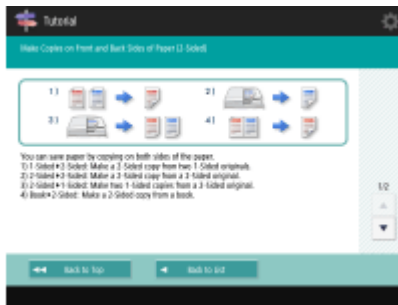 Tutorial
Make Copies on Front and Back Sides of Paper (2-Sided)
1) 2)
3) 4)
You can save paper by copying on both sides of the paper.
1) 1-Sided▸2-Sided: Make a 2-Sided copy from two 1-Sided originals.
2) 2-Sided▸2-Sided: Make a 2-Sided copy from a 2-Sided original.
3) 2-Sided▸1-Sided: Make two 1-Sided copies from a 2-Sided original.
4) Book▸2-Sided: Make a 2-Sided copy from a book.
1/2
Back to Top
Back to List